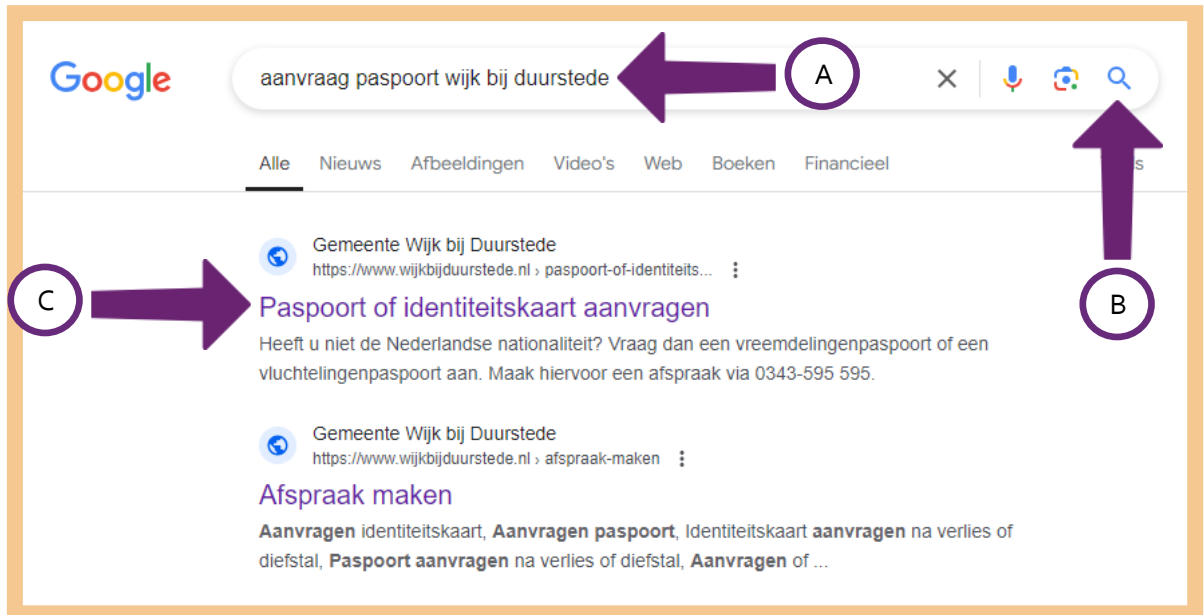 Google
aanvraag paspoort wijk bij duurstede
A
Alle Nieuws Afbeeldingen Video's Web Boeken Financieel
B
Gemeente Wijk bij Duurstede
https://www.wijkbijduurstede.nl › paspoort-of-identiteits...
C
Paspoort of identiteitskaart aanvragen
Heeft u niet de Nederlandse nationaliteit? Vraag dan een vreemdelingenpaspoort of een
vluchtelingenpaspoort aan. Maak hiervoor een afspraak via 0343-595 595.
Gemeente Wijk bij Duurstede
https://www.wijkbijduurstede.nl › afspraak-maken
Afspraak maken
Aanvragen identiteitskaart, Aanvragen paspoort, Identiteitskaart aanvragen na verlies of
diefstal, Paspoort aanvragen na verlies of diefstal, Aanvragen of ...